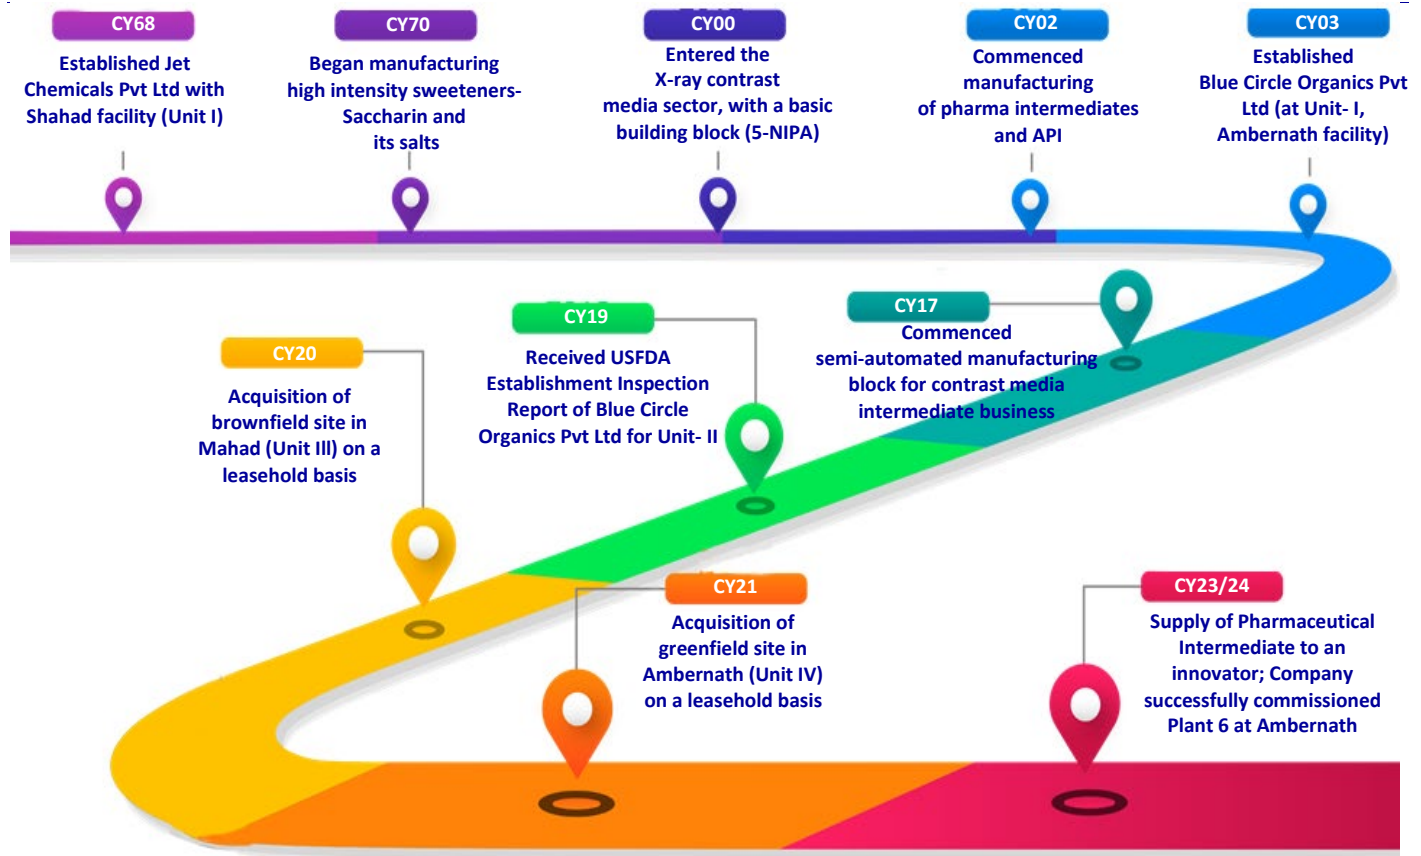 CY68
Established Jet
Chemicals Pvt Ltd with
Shahad facility (Unit I)
CY70
Began manufacturing
high intensity sweeteners-
Saccharin and
its salts
CY00
Entered the
X-ray contrast
media sector, with a basic
building block (5-NIPA)
CY02
Commenced
manufacturing
of pharma intermediates
and API
CY03
Established
Blue Circle Organics Pvt
Ltd (at Unit- I,
Ambernath facility)
CY17
Commenced
semi-automated manufacturing
block for contrast media
intermediate business
CY19
Received USFDA
Establishment Inspection
Report of Blue Circle
Organics Pvt Ltd for Unit- II
CY20
Acquisition of
brownfield site in
Mahad (Unit Ill) on a
leasehold basis
CY21
Acquisition of
greenfield site in
Ambernath (Unit IV)
on a leasehold basis
CY23/24
Supply of Pharmaceutical
Intermediate to an
innovator; Company
successfully commissioned
Plant 6 at Ambernath